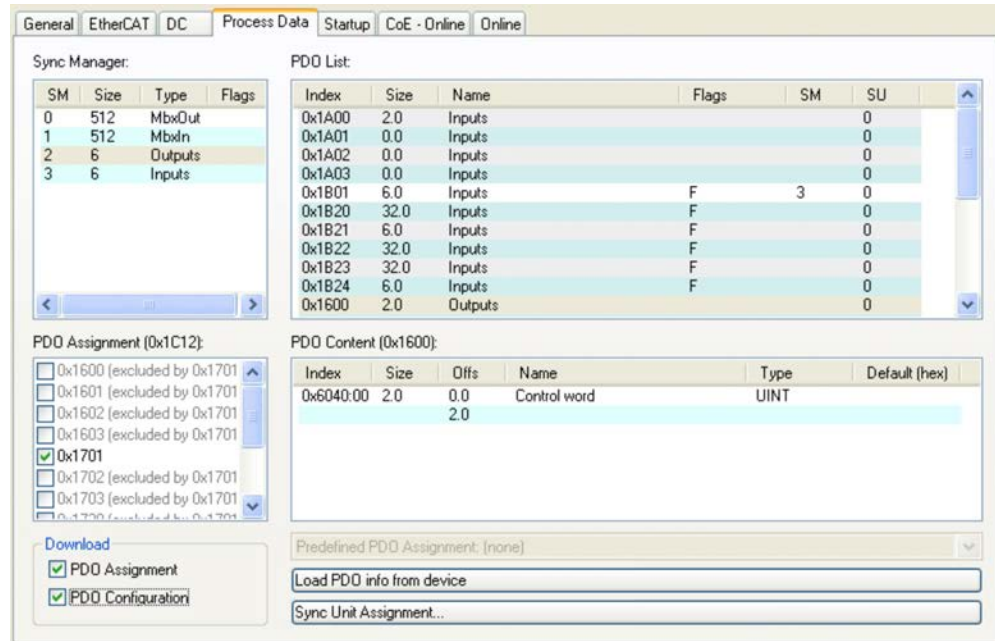 General EtherCAT DC Process Data Startup CoE - Online Online
Sync Manager:
SM Size Type Flags
0 512 MbxOut
1 512 MbxIn
2 6 Outputs
3 6 Inputs
PDO List:
Index Size Name Flags SM SU
0x1A00 2.0 Inputs 0
0x1A01 0.0 Inputs 0
0x1A02 0.0 Inputs 0
0x1A03 0.0 Inputs 0
0x1B01 6.0 Inputs F 3 0
0x1B20 32.0 Inputs F 0
0x1B21 6.0 Inputs F 0
0x1B22 32.0 Inputs F 0
0x1B23 32.0 Inputs F 0
0x1B24 6.0 Inputs F 0
0x1600 2.0 Outputs 0
PDO Assignment (0x1C12):
0x1600 (excluded by 0x1701
0x1601 (excluded by 0x1701
0x1602 (excluded by 0x1701
0x1603 (excluded by 0x1701
0x1701
0x1702 (excluded by 0x1701
0x1703 (excluded by 0x1701
PDO Content (0x1600):
Index Size Offs Name Type Default (hex)
0x6040:00 2.0 0.0 Control word UINT
2.0
Download
PDO Assignment
PDO Configuration
Predefined PDO Assignment: (none)
Load PDO info from device
Sync Unit Assignment...